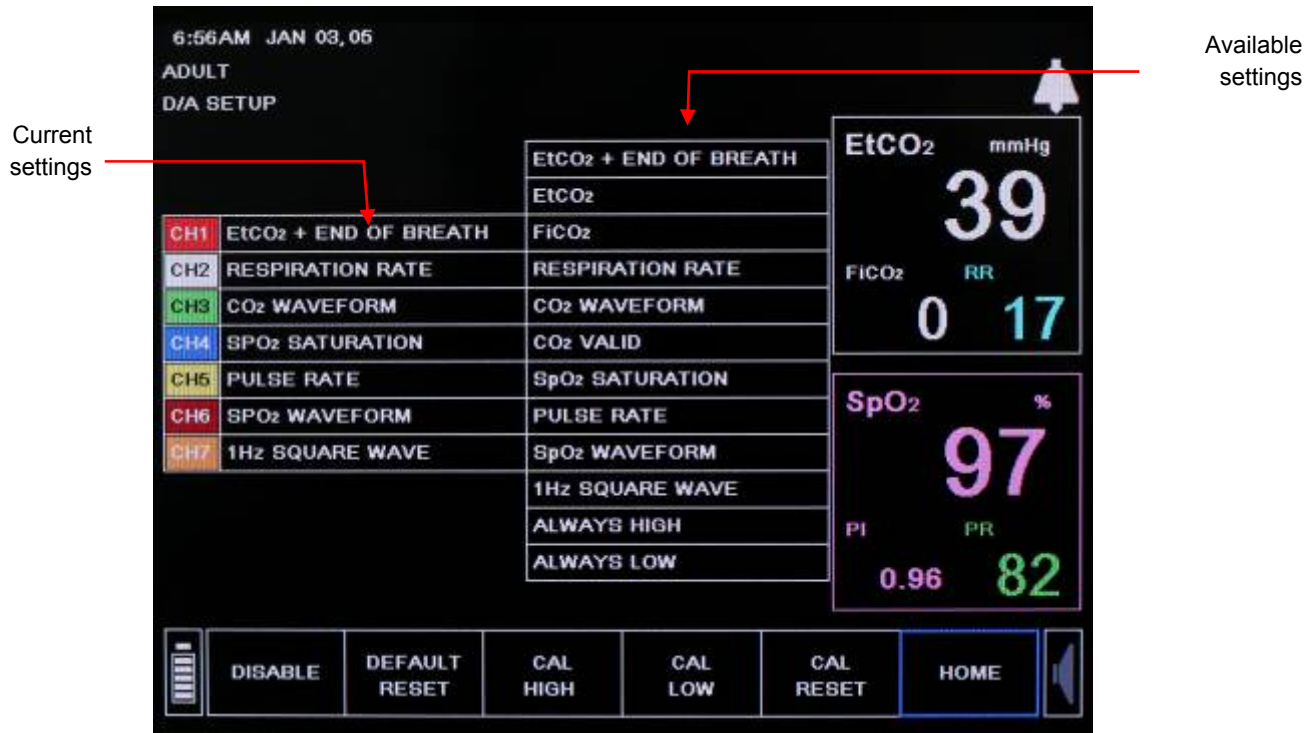 6:56AM JAN 03,05
ADULT
D/A SETUP
Available
settings
Current
settings
CH1 EtCO₂ + END OF BREATH
CH2 RESPIRATION RATE
CH3 CO₂ WAVEFORM
CH4 SPO₂ SATURATION
CH5 PULSE RATE
CH6 SPO₂ WAVEFORM
CH7 1Hz SQUARE WAVE
EtCO₂ + END OF BREATH
EtCO₂
FiCO₂
RESPIRATION RATE
CO₂ WAVEFORM
CO₂ VALID
SpO₂ SATURATION
PULSE RATE
SpO₂ WAVEFORM
1Hz SQUARE WAVE
ALWAYS HIGH
ALWAYS LOW
EtCO₂ mmHg
39
FiCO₂ RR
0 17
SpO₂ %
97
PI PR
0.96 82
DISABLE
DEFAULT
RESET
CAL
HIGH
CAL
LOW
CAL
RESET
HOME